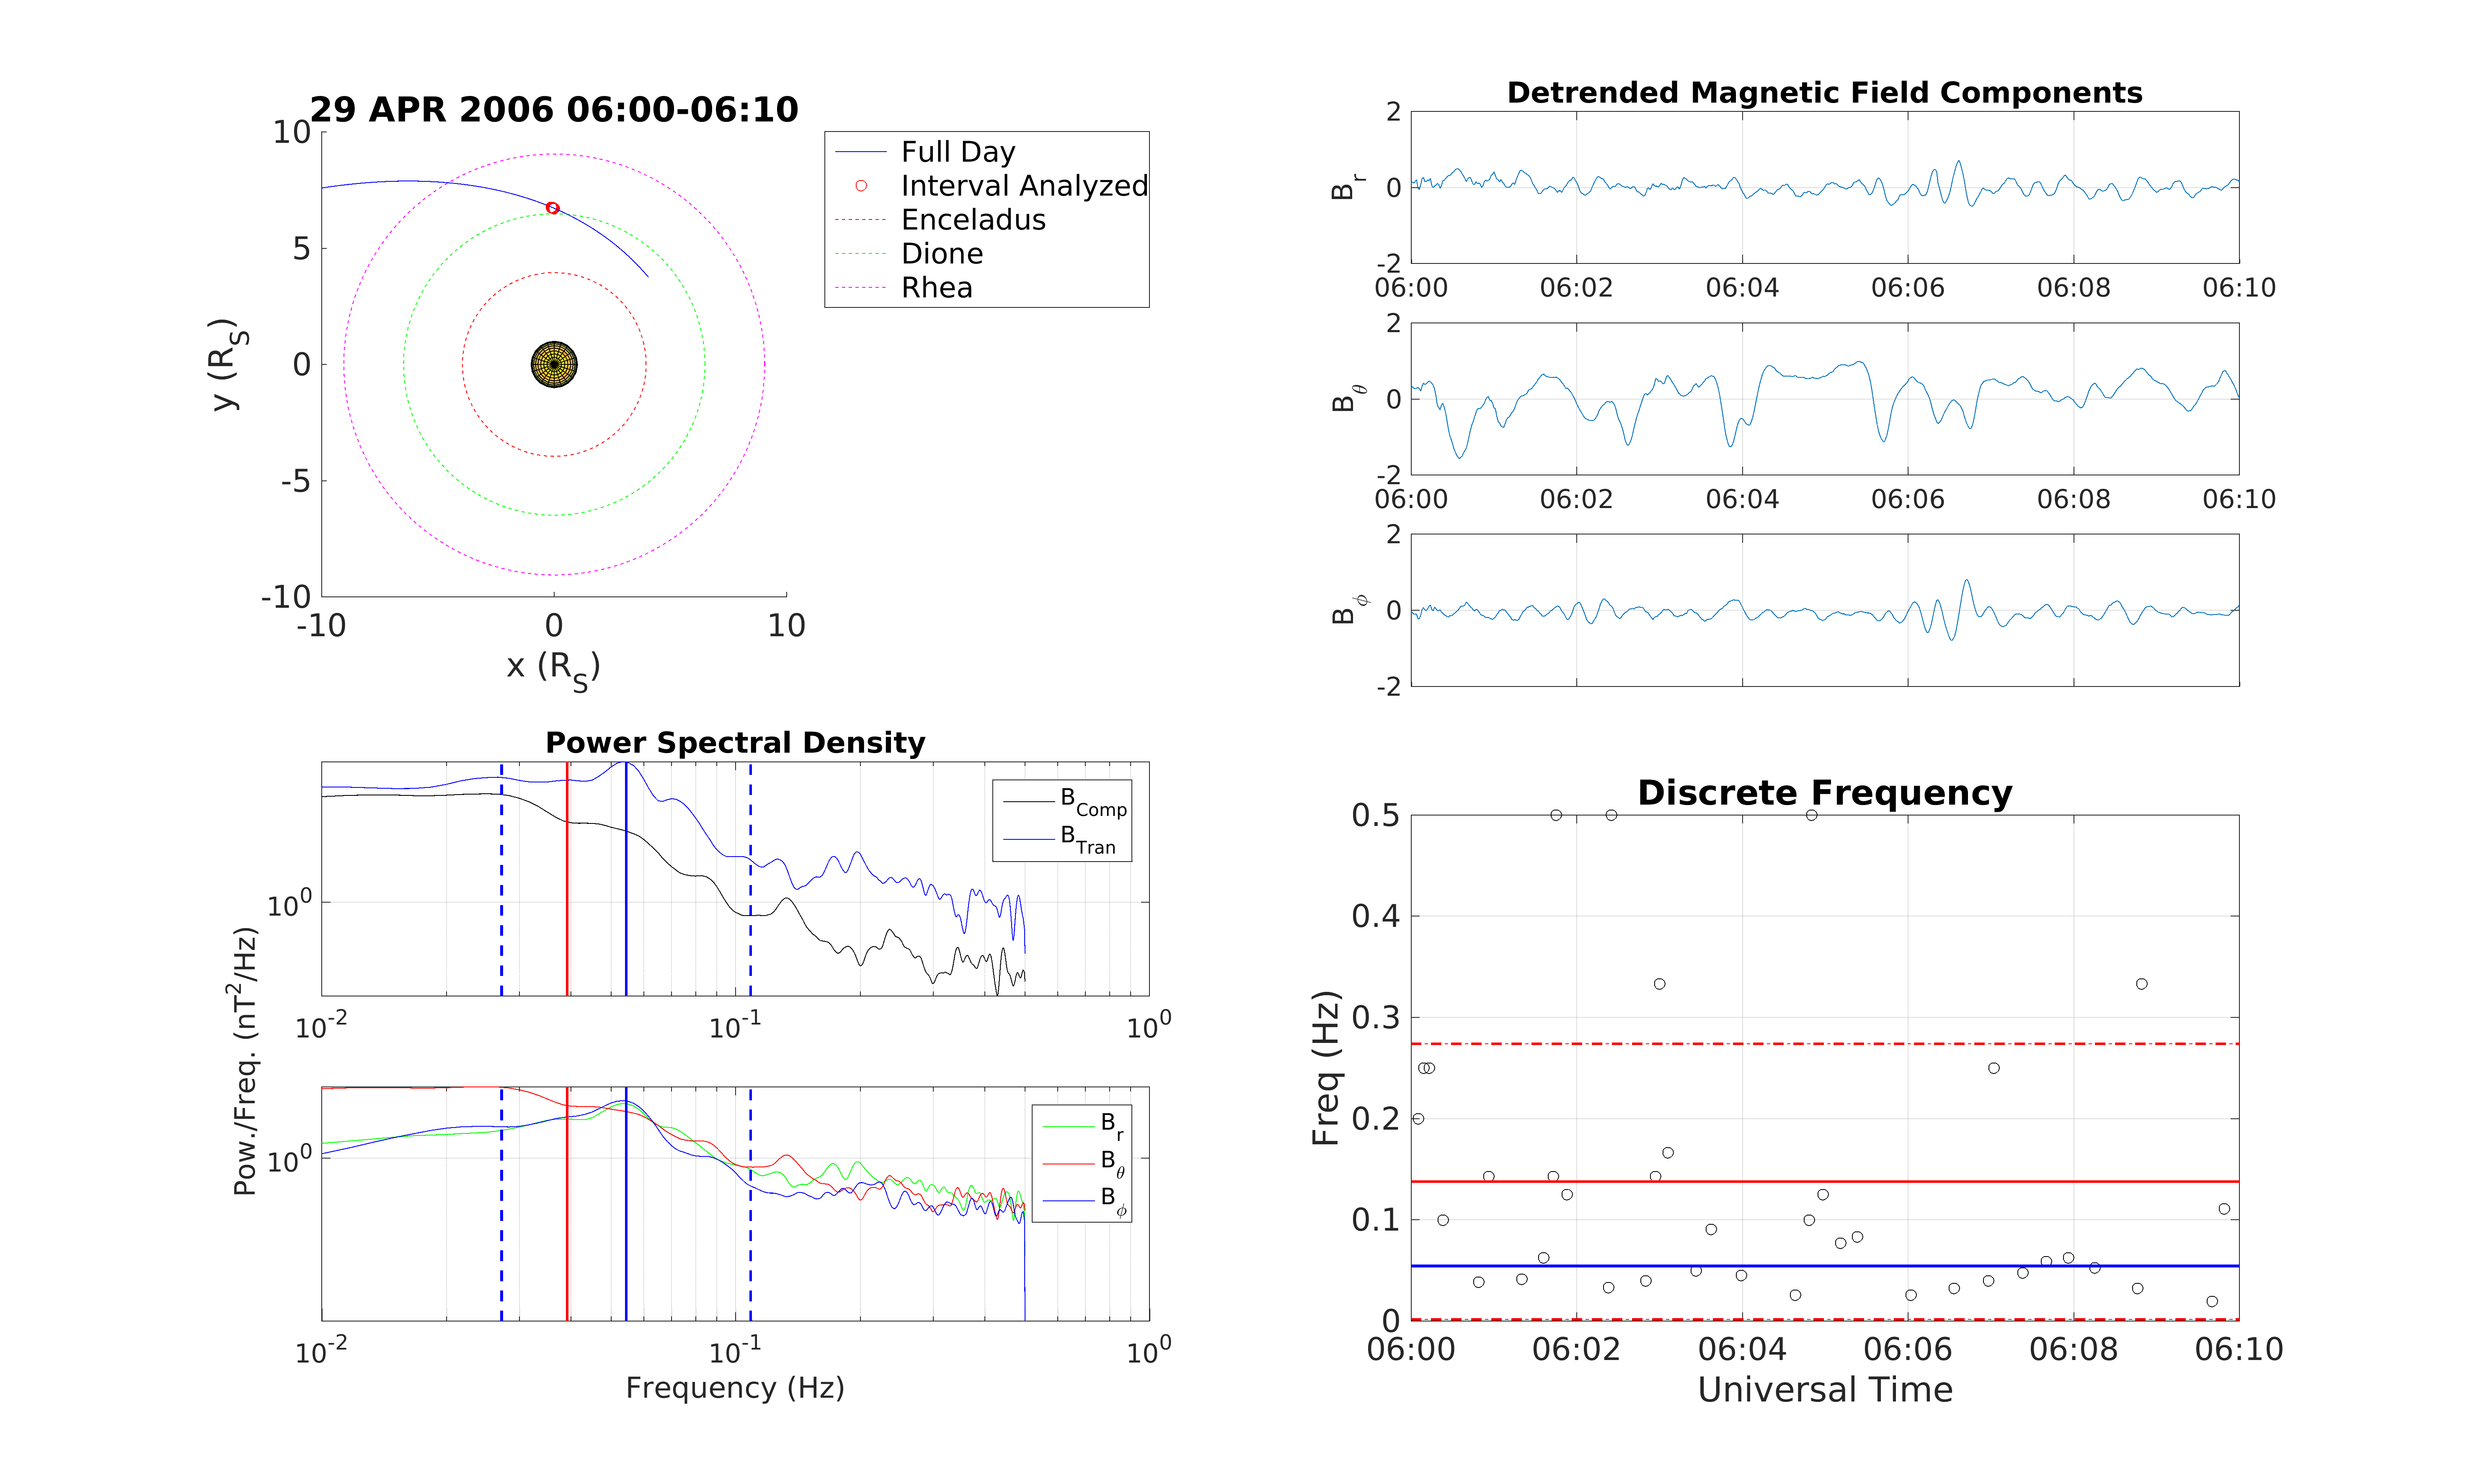 29 APR 2006 06:00-06:10
10
5
0
-5
-10
-10 0 10
x (R_S)
y (R_S)
Full Day
Interval Analyzed
Enceladus
Dione
Rhea
Detrended Magnetic Field Components
2
0
-2
B_r
06:00 06:02 06:04 06:06 06:08 06:10
2
0
-2
B_θ
06:00 06:02 06:04 06:06 06:08 06:10
2
0
-2
B_ϕ
Power Spectral Density
B_Comp
B_Tran
10^0
10^-2 10^-1 10^0
Pow./Freq. (nT^2/Hz)
B_r
B_θ
B_ϕ
10^0
10^-2 10^-1 10^0
Frequency (Hz)
Discrete Frequency
0.5
0.4
0.3
0.2
0.1
0
Freq (Hz)
06:00 06:02 06:04 06:06 06:08 06:10
Universal Time